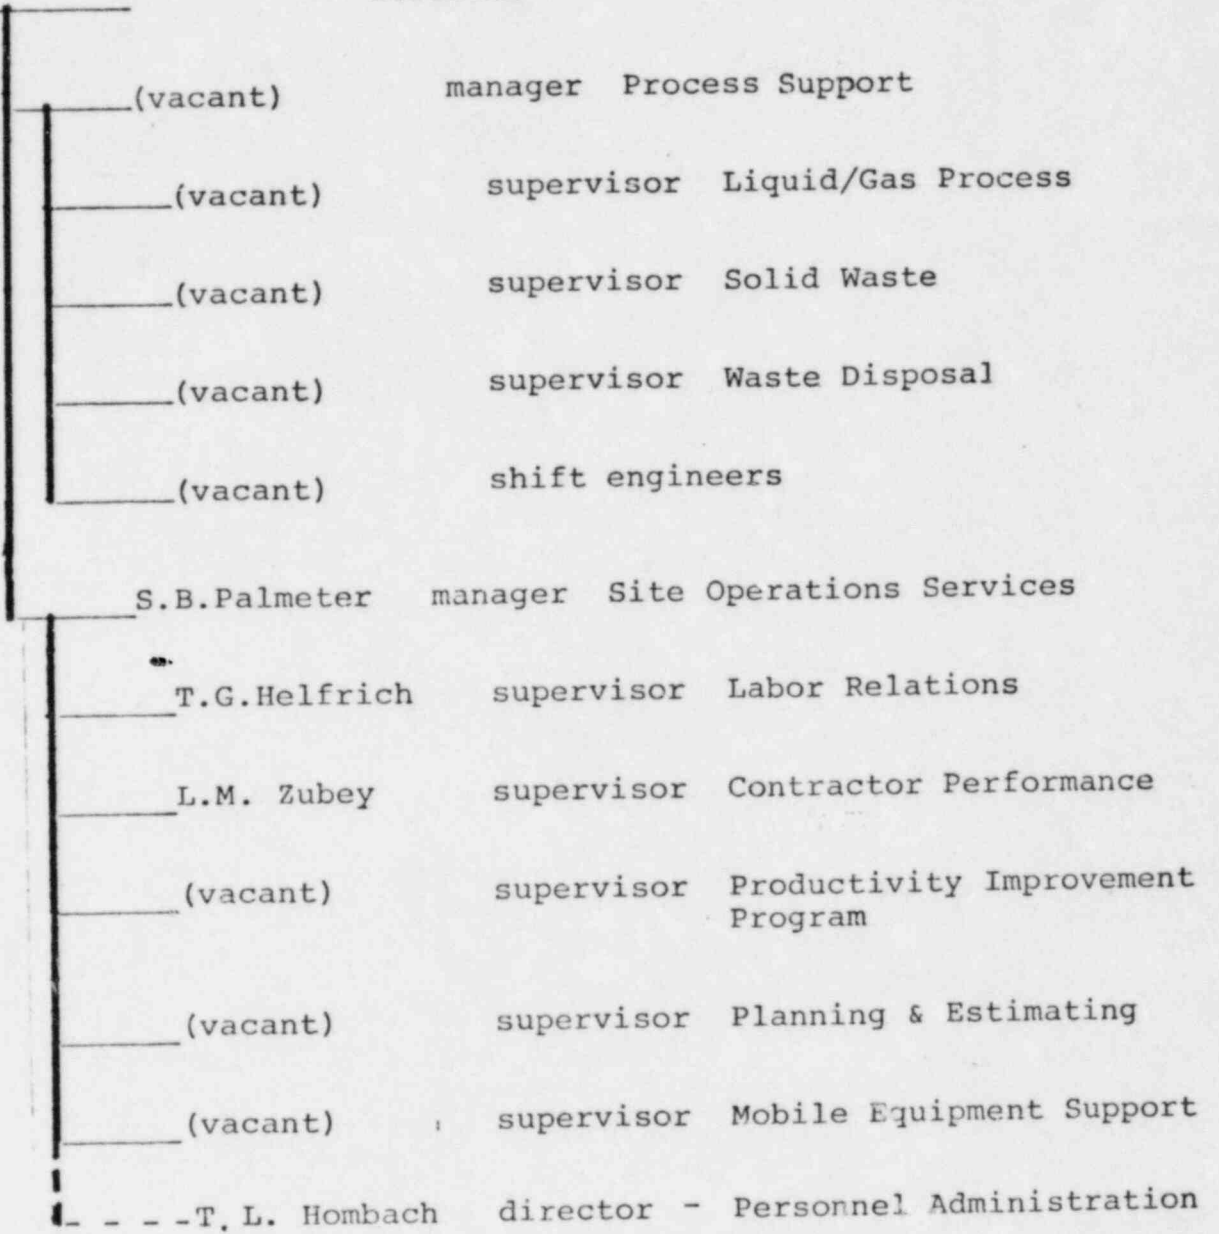 (vacant) manager Process Support
(vacant) supervisor Liquid/Gas Process
(vacant) supervisor Solid Waste
(vacant) supervisor Waste Disposal
(vacant) shift engineers
S.B.Palmeter manager Site Operations Services
T.G.Helfrich supervisor Labor Relations
L.M. Zubey supervisor Contractor Performance
(vacant) supervisor Productivity Improvement
Program
(vacant) supervisor Planning & Estimating
(vacant) supervisor Mobile Equipment Support
T. L. Hombach director - Personnel Administration